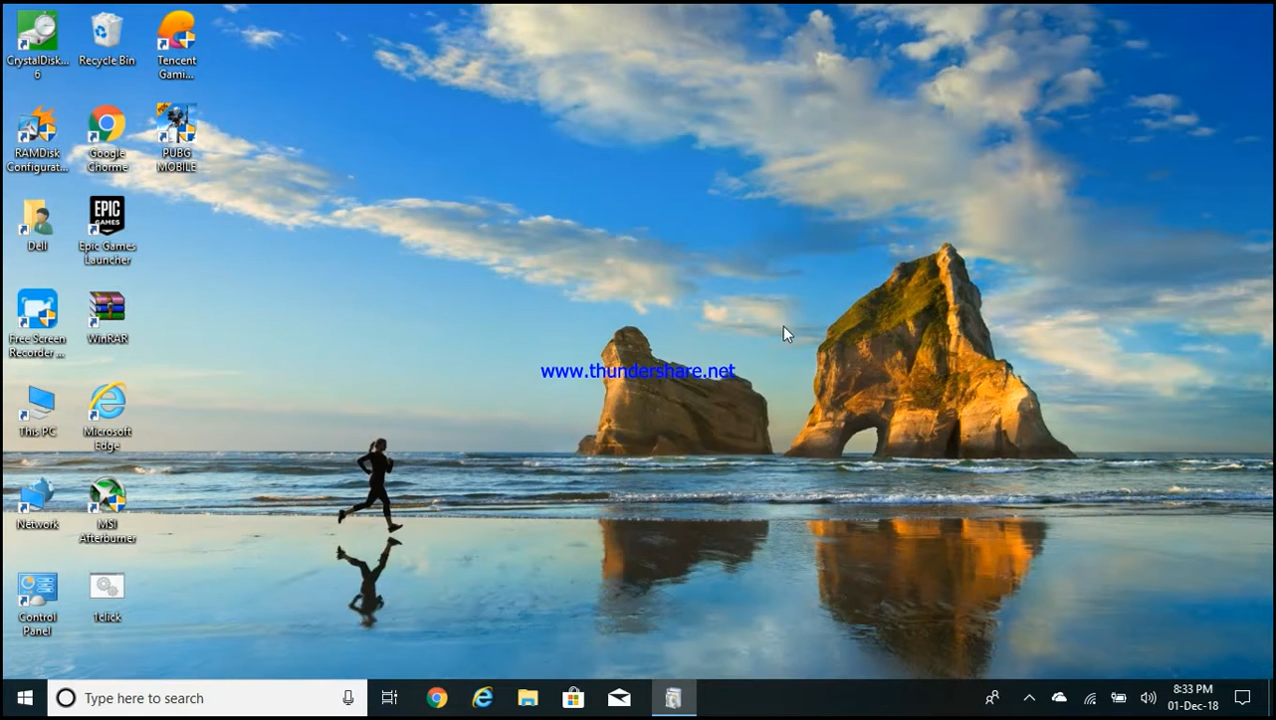 CrystalDisk...
6
Recycle Bin
Tencent
Gami...
RAMDisk
Configurat...
Google
Chorme
PUBG
MOBILE
Dell
EPIC
GAMES
Epic Games
Launcher
Free Screen
Recorder ...
WinRAR
www.thundershare.net
This PC
Microsoft
Edge
Network
MSI
Afterburner
Control
Panel
1click
Type here to search
8:33 PM
01-Dec-18